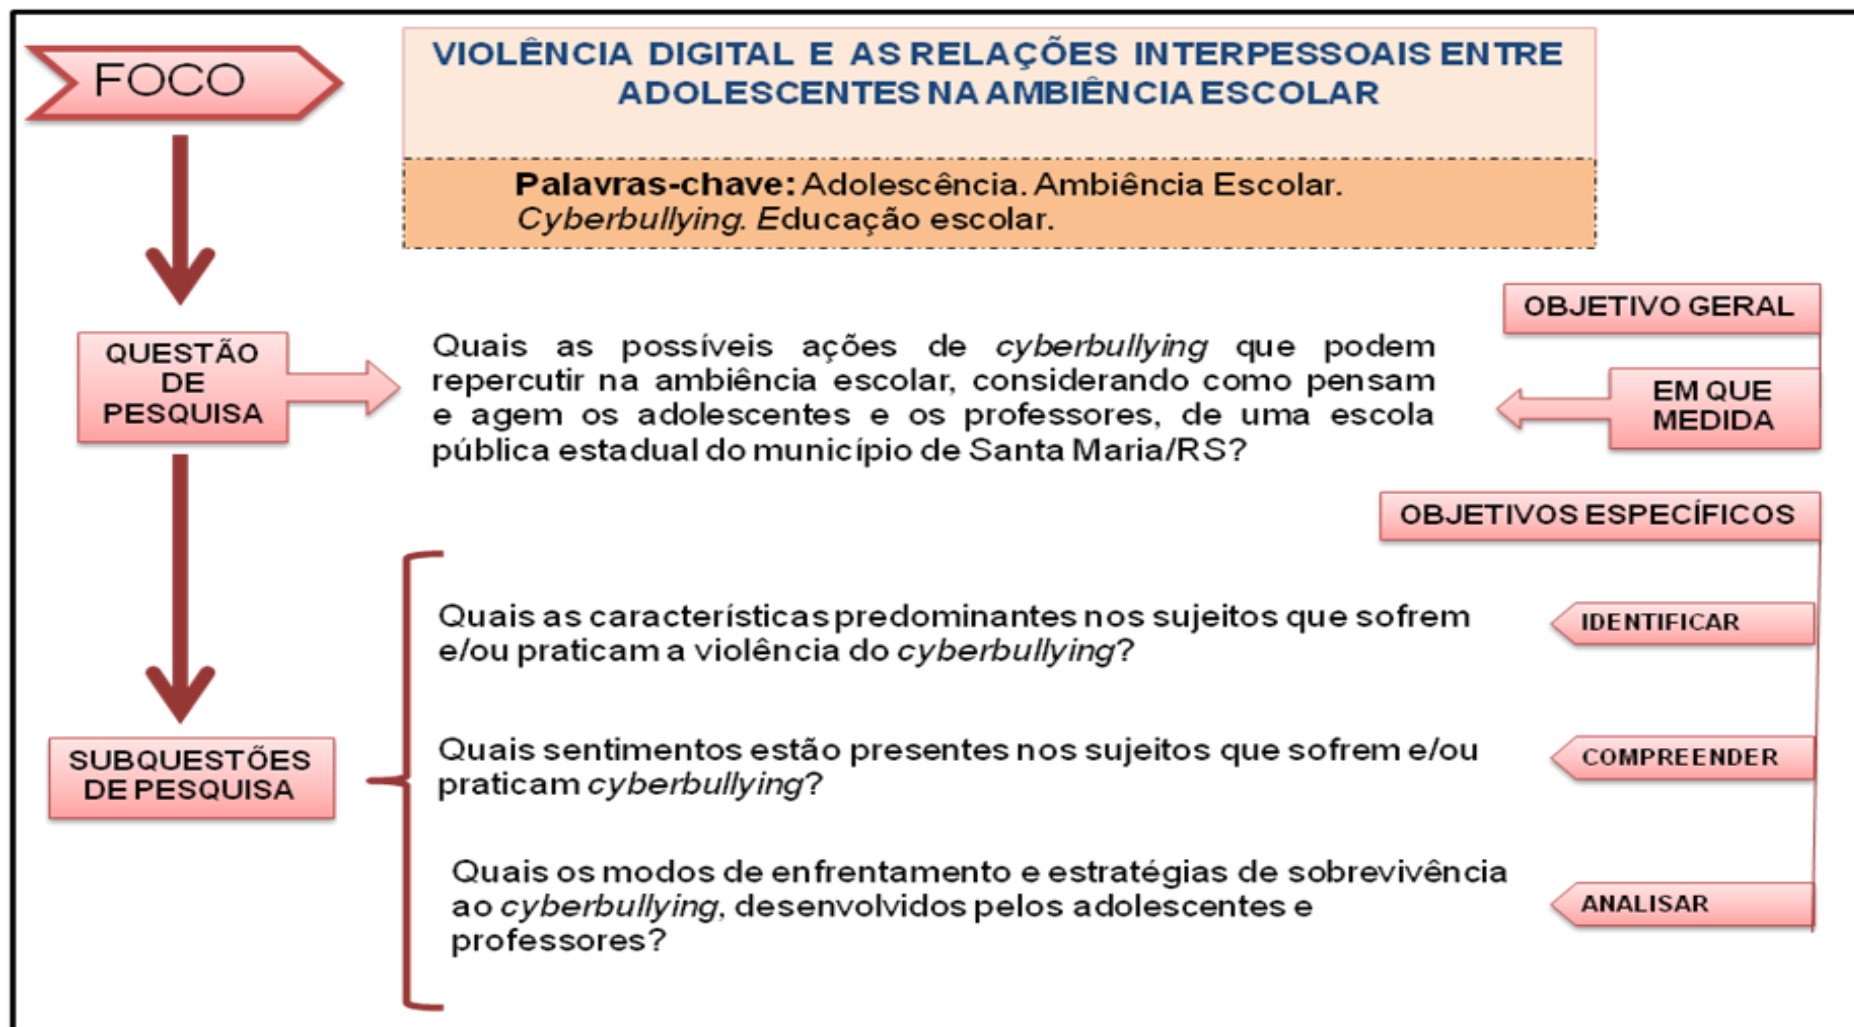 FOCO
VIOLÊNCIA DIGITAL E AS RELAÇÕES INTERPESSOAIS ENTRE
ADOLESCENTES NA AMBIÊNCIA ESCOLAR
Palavras-chave: Adolescência. Ambiência Escolar.
Cyberbullying. Educação escolar.
OBJETIVO GERAL
QUESTÃO
DE
PESQUISA
Quais as possíveis ações de cyberbullying que podem
repercutir na ambiência escolar, considerando como pensam
e agem os adolescentes e os professores, de uma escola
pública estadual do município de Santa Maria/RS?
EM QUE
MEDIDA
OBJETIVOS ESPECÍFICOS
SUBQUESTÕES
DE PESQUISA
Quais as características predominantes nos sujeitos que sofrem
e/ou praticam a violência do cyberbullying?
IDENTIFICAR
Quais sentimentos estão presentes nos sujeitos que sofrem e/ou
praticam cyberbullying?
COMPREENDER
Quais os modos de enfrentamento e estratégias de sobrevivência
ao cyberbullying, desenvolvidos pelos adolescentes e
professores?
ANALISAR